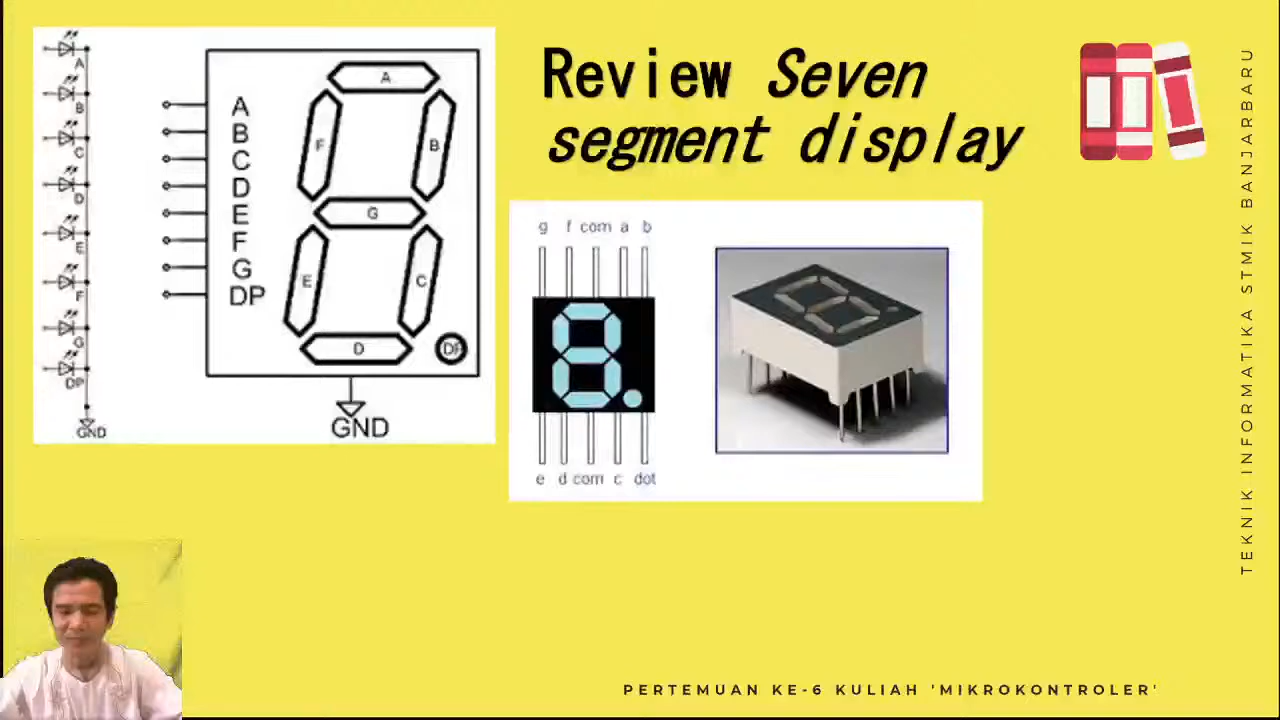 Review Seven
segment display
A
B
C
D
E
F
G
DP
GND
A
B
C
D
E
F
G
DP
A
F
B
G
E
C
D
DP
GND
g f com a b
e d com c dot
TEKNIK INFORMATIKA STMIK BANJARBARU
PERTEMUAN KE-6 KULIAH 'MIKROKONTROLER'